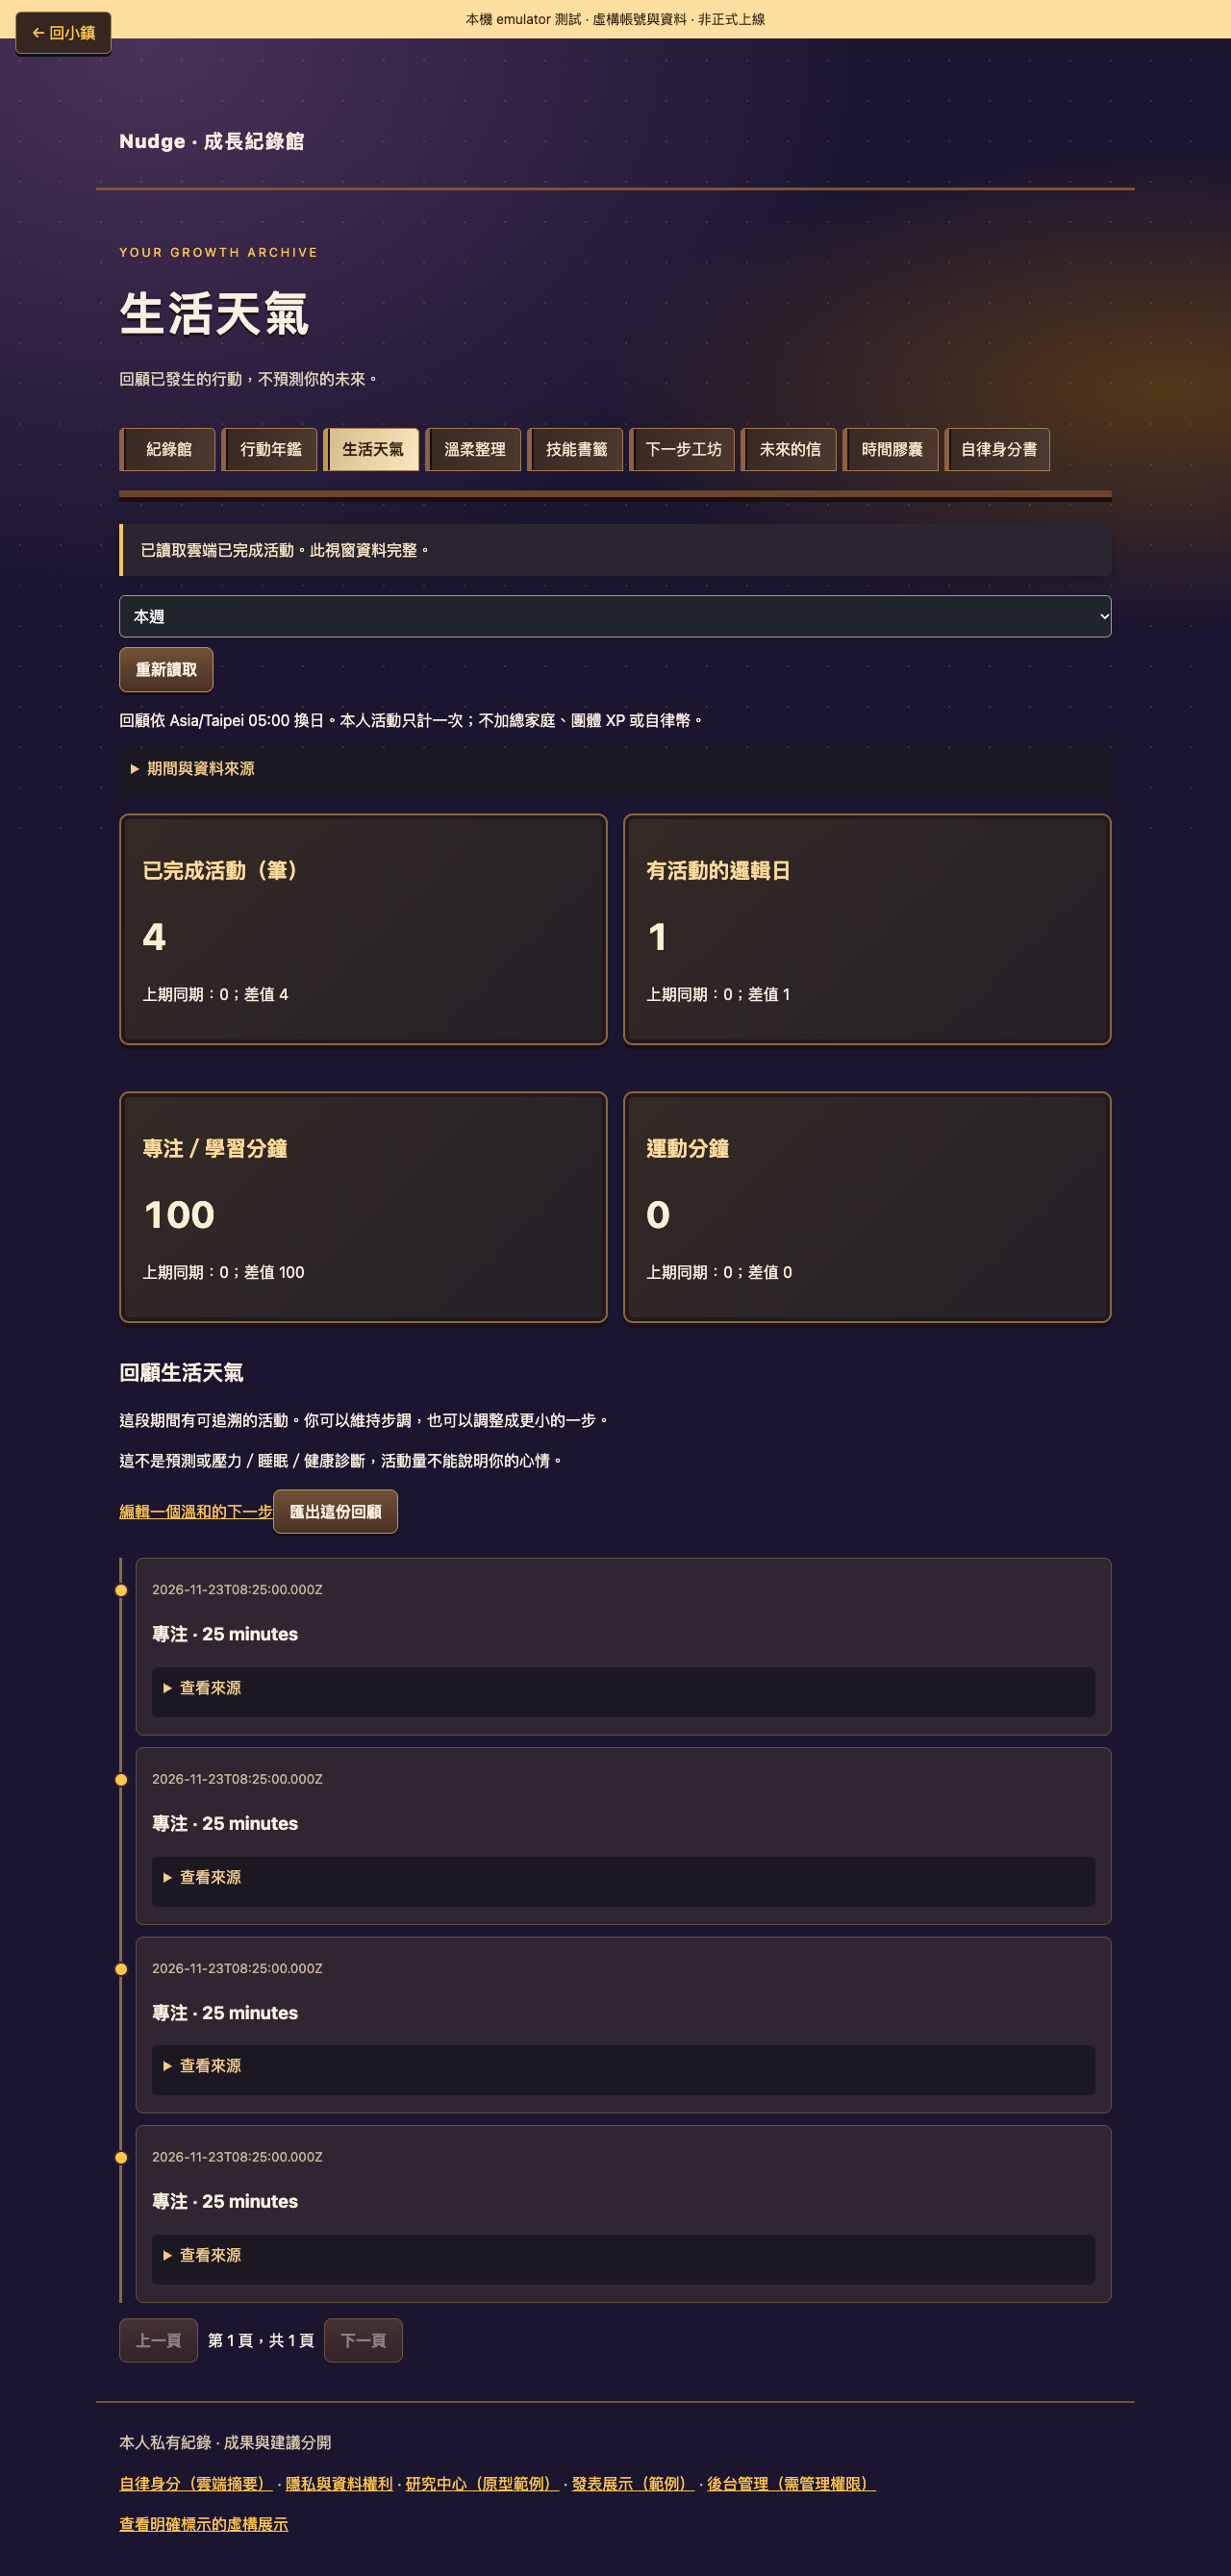 本機 emulator 測試 · 虛構帳號與資料 · 非正式上線
← 回小鎮
Nudge · 成長紀錄館
YOUR GROWTH ARCHIVE
生活天氣
回顧已發生的行動，不預測你的未來。
紀錄館 行動年鑑 生活天氣 溫柔整理 技能書籤 下一步工坊 未來的信 時間膠囊 自律身分書
已讀取雲端已完成活動。此視窗資料完整。
本週
重新讀取
回顧依 Asia/Taipei 05:00 換日。本人活動只計一次；不加總家庭、團體 XP 或自律幣。
▶ 期間與資料來源
已完成活動（筆）
4
上期同期：0；差值 4
有活動的邏輯日
1
上期同期：0；差值 1
專注 / 學習分鐘
100
上期同期：0；差值 100
運動分鐘
0
上期同期：0；差值 0
回顧生活天氣
這段期間有可追溯的活動。你可以維持步調，也可以調整成更小的一步。
這不是預測或壓力 / 睡眠 / 健康診斷，活動量不能說明你的心情。
編輯一個溫和的下一步 匯出這份回顧
2026-11-23T08:25:00.000Z
專注 · 25 minutes
▶ 查看來源
2026-11-23T08:25:00.000Z
專注 · 25 minutes
▶ 查看來源
2026-11-23T08:25:00.000Z
專注 · 25 minutes
▶ 查看來源
2026-11-23T08:25:00.000Z
專注 · 25 minutes
▶ 查看來源
上一頁 第 1 頁，共 1 頁 下一頁
本人私有紀錄 · 成果與建議分開
自律身分（雲端摘要） · 隱私與資料權利 · 研究中心（原型範例） · 發表展示（範例） · 後台管理（需管理權限）
查看明確標示的虛構展示